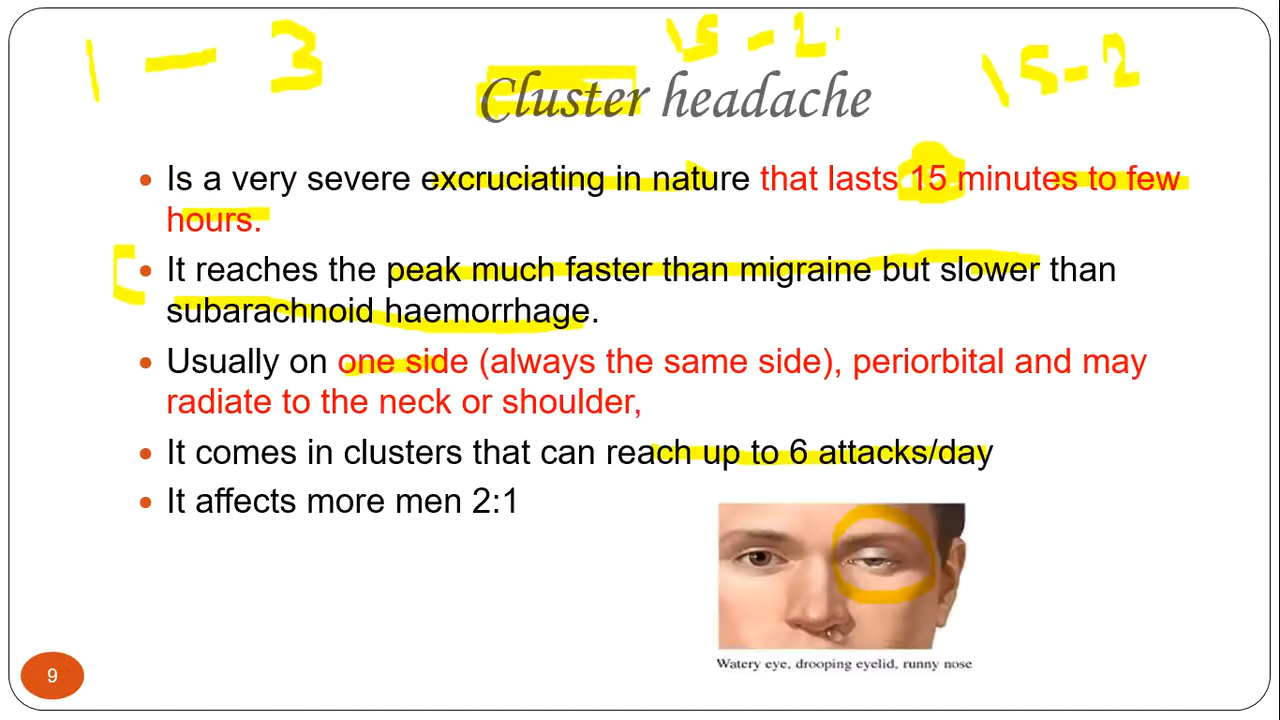 1 - 3
15 - 2
15 - 2
Cluster headache
• Is a very severe excruciating in nature that lasts 15 minutes to few
hours.
• It reaches the peak much faster than migraine but slower than
subarachnoid haemorrhage.
• Usually on one side (always the same side), periorbital and may
radiate to the neck or shoulder,
• It comes in clusters that can reach up to 6 attacks/day
• It affects more men 2:1
Watery eye, drooping eyelid, runny nose
9